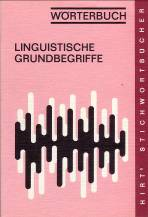 WÖRTERBUCH
LINGUISTISCHE
GRUNDBEGRIFFE
HIRT'S STICHWORTBÜCHER